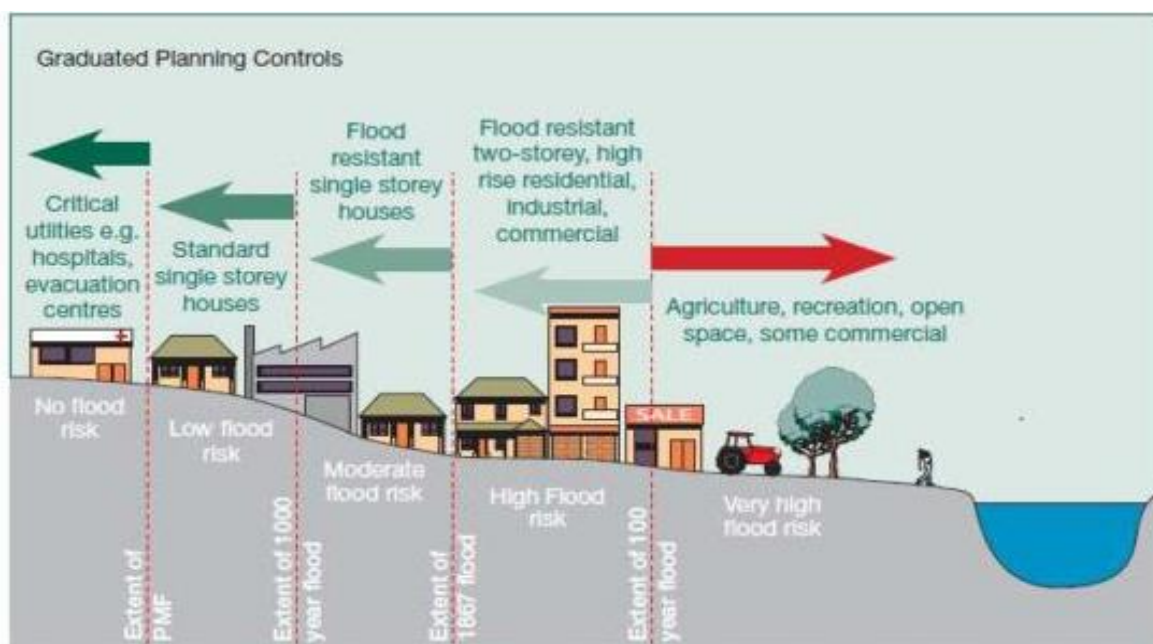 Graduated Planning Controls
Critical
utilities e.g.
hospitals,
evacuation
centres
Standard
single storey
houses
Flood
resistant
single storey
houses
Flood resistant
two-storey, high
rise residential,
industrial,
commercial
Agriculture, recreation, open
space, some commercial
SALE
No flood
risk
Low flood
risk
Moderate
flood risk
High Flood
risk
Very high
flood risk
Extent of
PMF
Extent of 1000
year flood
Extent of
1867 flood
Extent of 100
year flood